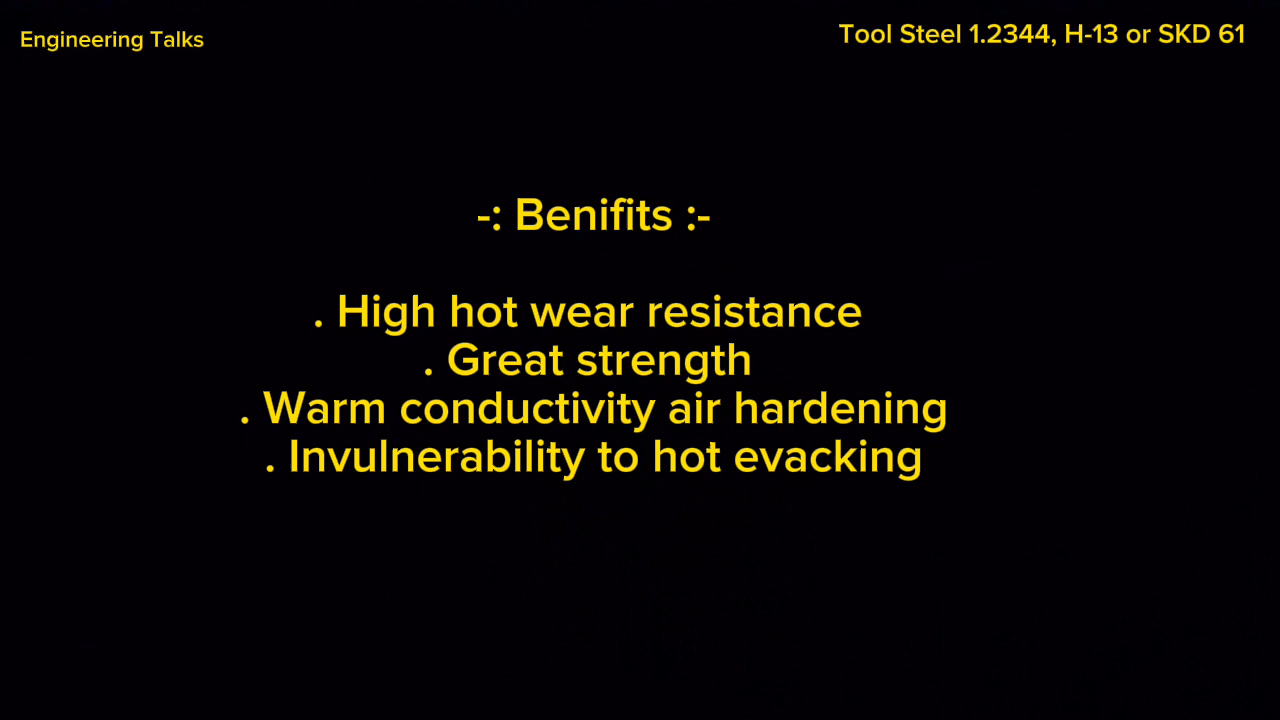 Engineering Talks
Tool Steel 1.2344, H-13 or SKD 61
-: Benifits :-
. High hot wear resistance
. Great strength
. Warm conductivity air hardening
. Invulnerability to hot evacking